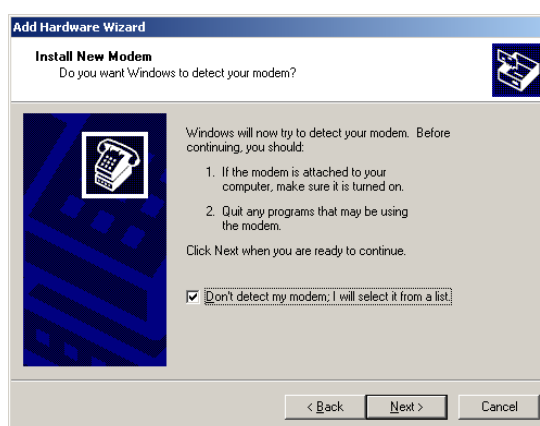 Add Hardware Wizard
Install New Modem
Do you want Windows to detect your modem?
Windows will now try to detect your modem. Before
continuing, you should:
1. If the modem is attached to your
computer, make sure it is turned on.
2. Quit any programs that may be using
the modem.
Click Next when you are ready to continue.
Don't detect my modem; I will select it from a list.
< Back Next > Cancel